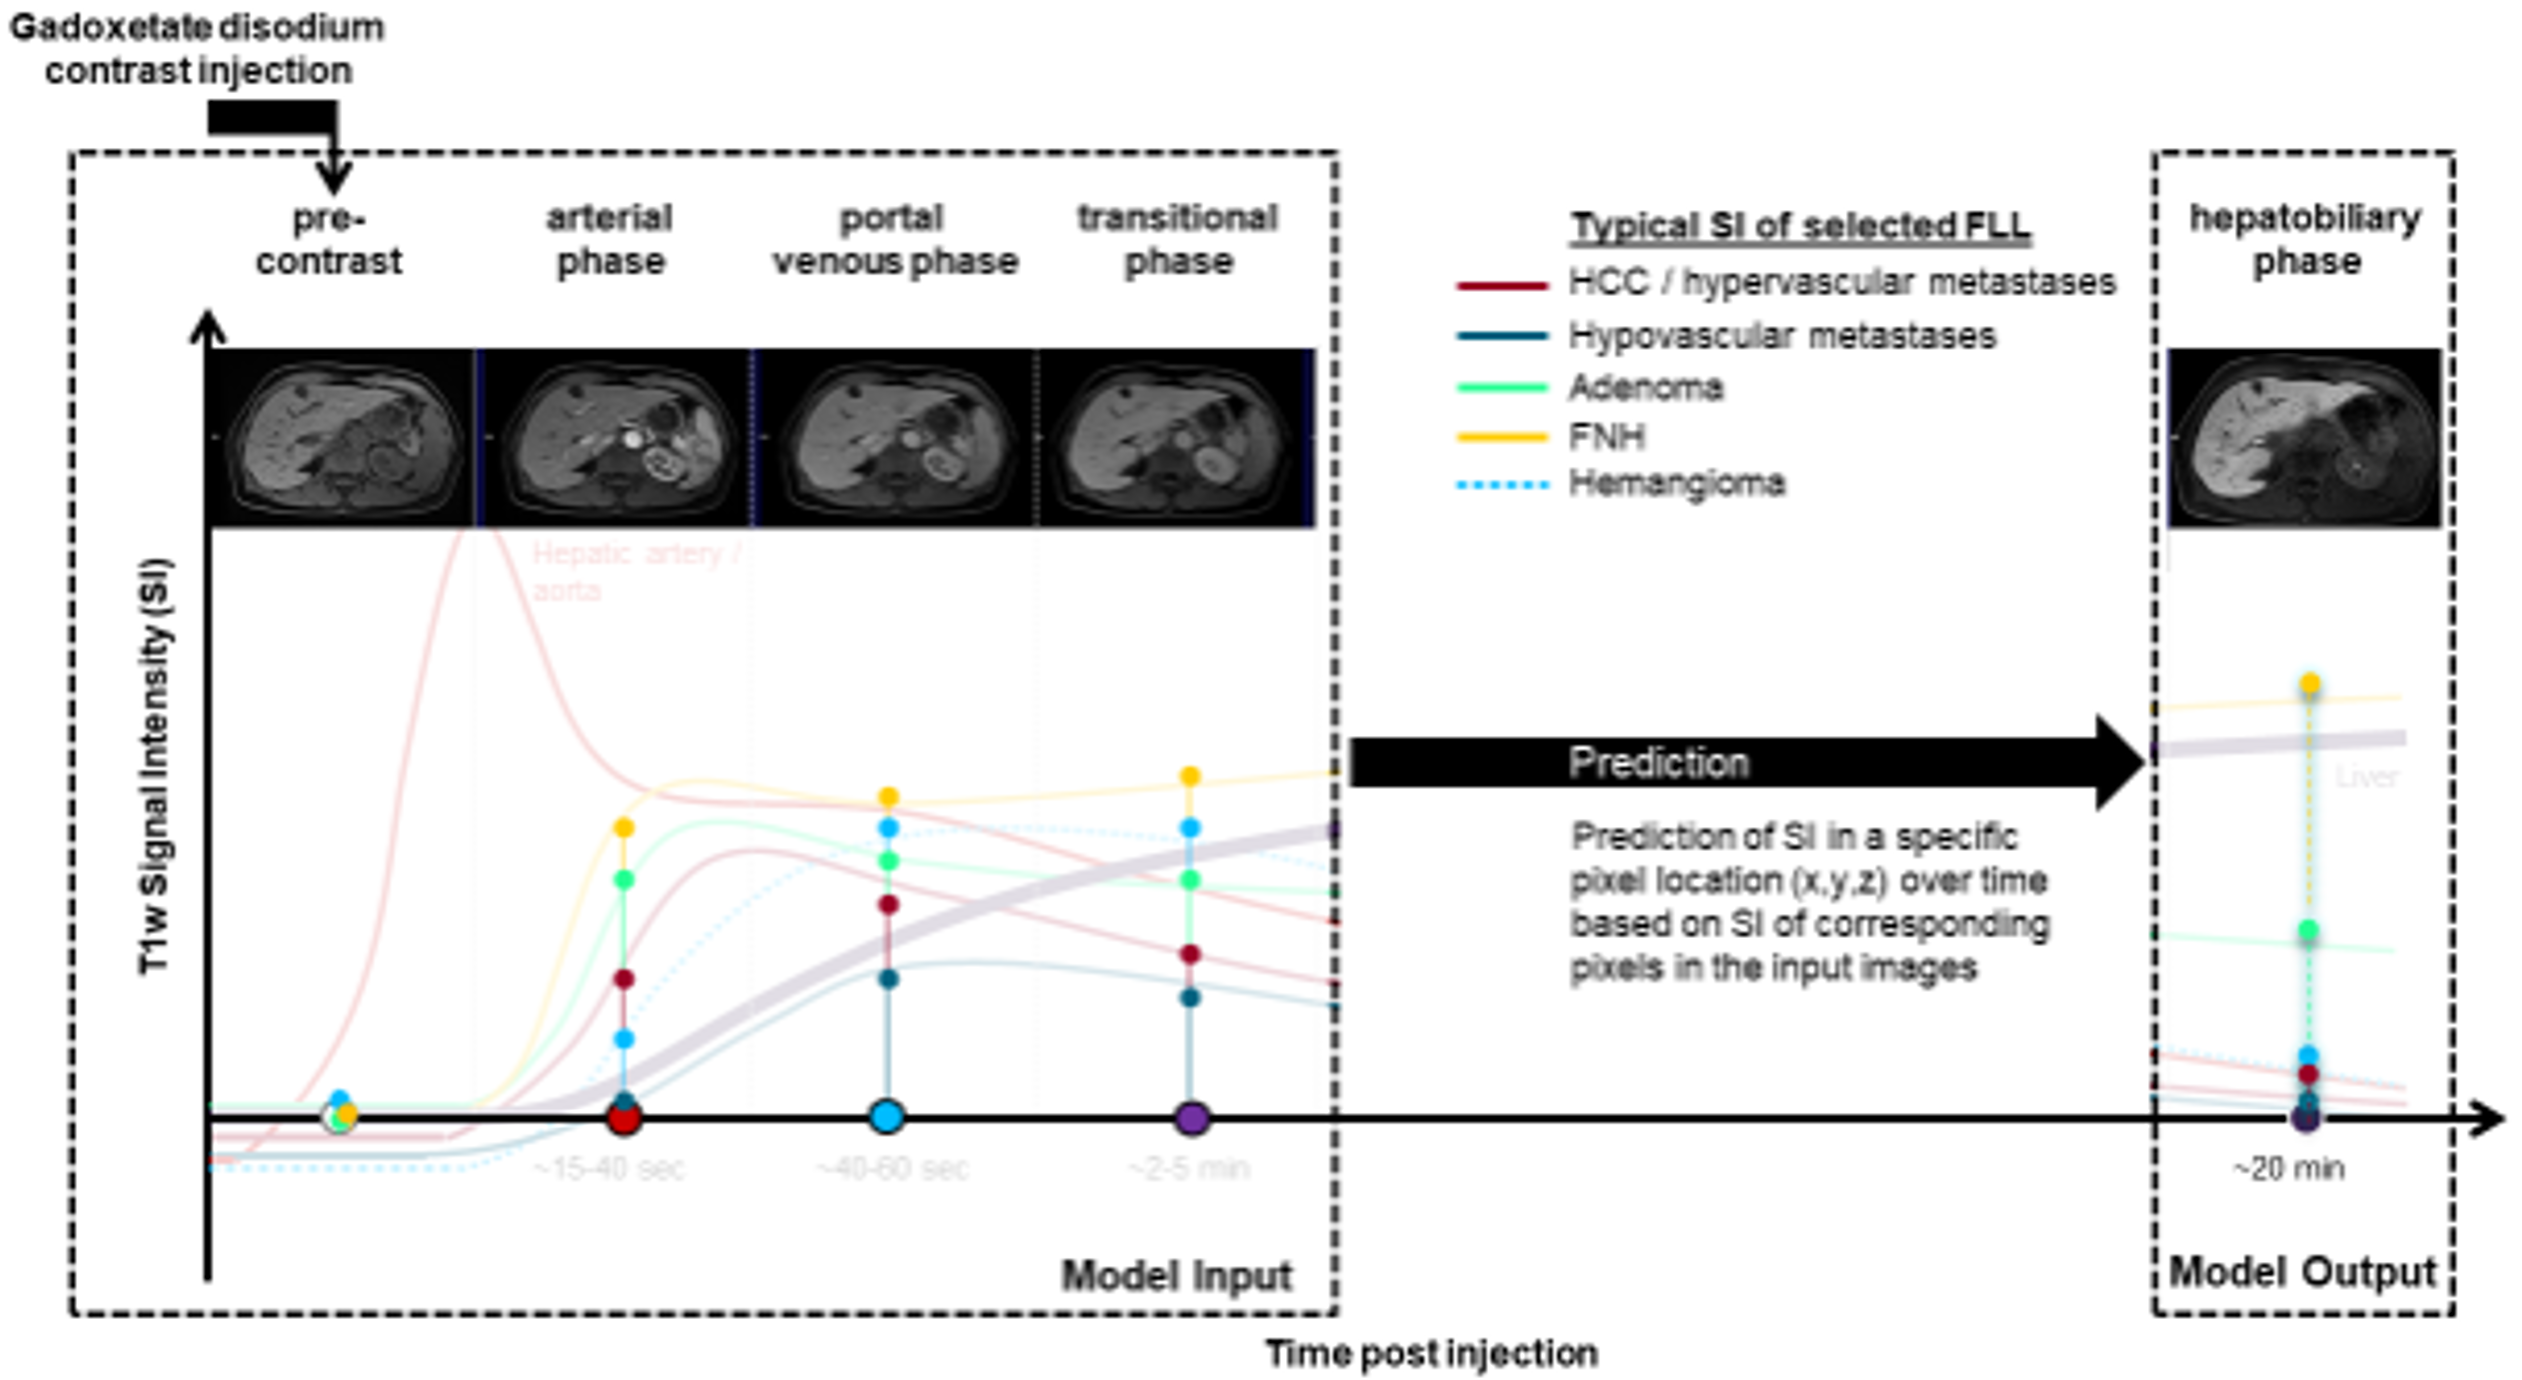 Gadoxetate disodium
contrast injection
pre-
contrast
arterial
phase
portal
venous phase
transitional
phase
Typical SI of selected FLL
HCC / hypervascular metastases
Hypovascular metastases
Adenoma
FNH
Hemangioma
hepatobiliary
phase
T1w Signal Intensity (SI)
Hepatic artery /
aorta
Prediction
Prediction of SI in a specific
pixel location (x,y,z) over time
based on SI of corresponding
pixels in the input images
Liver
~15-40 sec
~40-60 sec
~2-5 min
~20 min
Model Input
Model Output
Time post injection